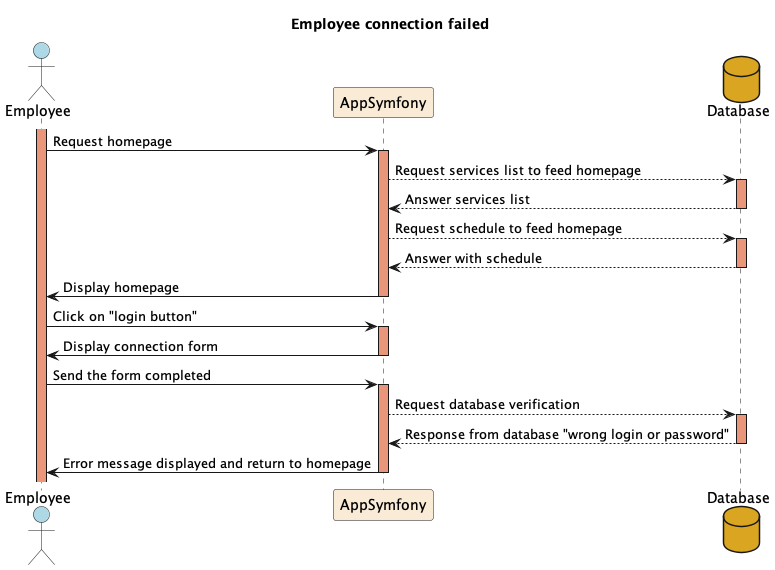 Employee connection failed
Employee
AppSymfony
Database
Request homepage
Request services list to feed homepage
Answer services list
Request schedule to feed homepage
Answer with schedule
Display homepage
Click on "login button"
Display connection form
Send the form completed
Request database verification
Response from database "wrong login or password"
Error message displayed and return to homepage
Employee
AppSymfony
Database